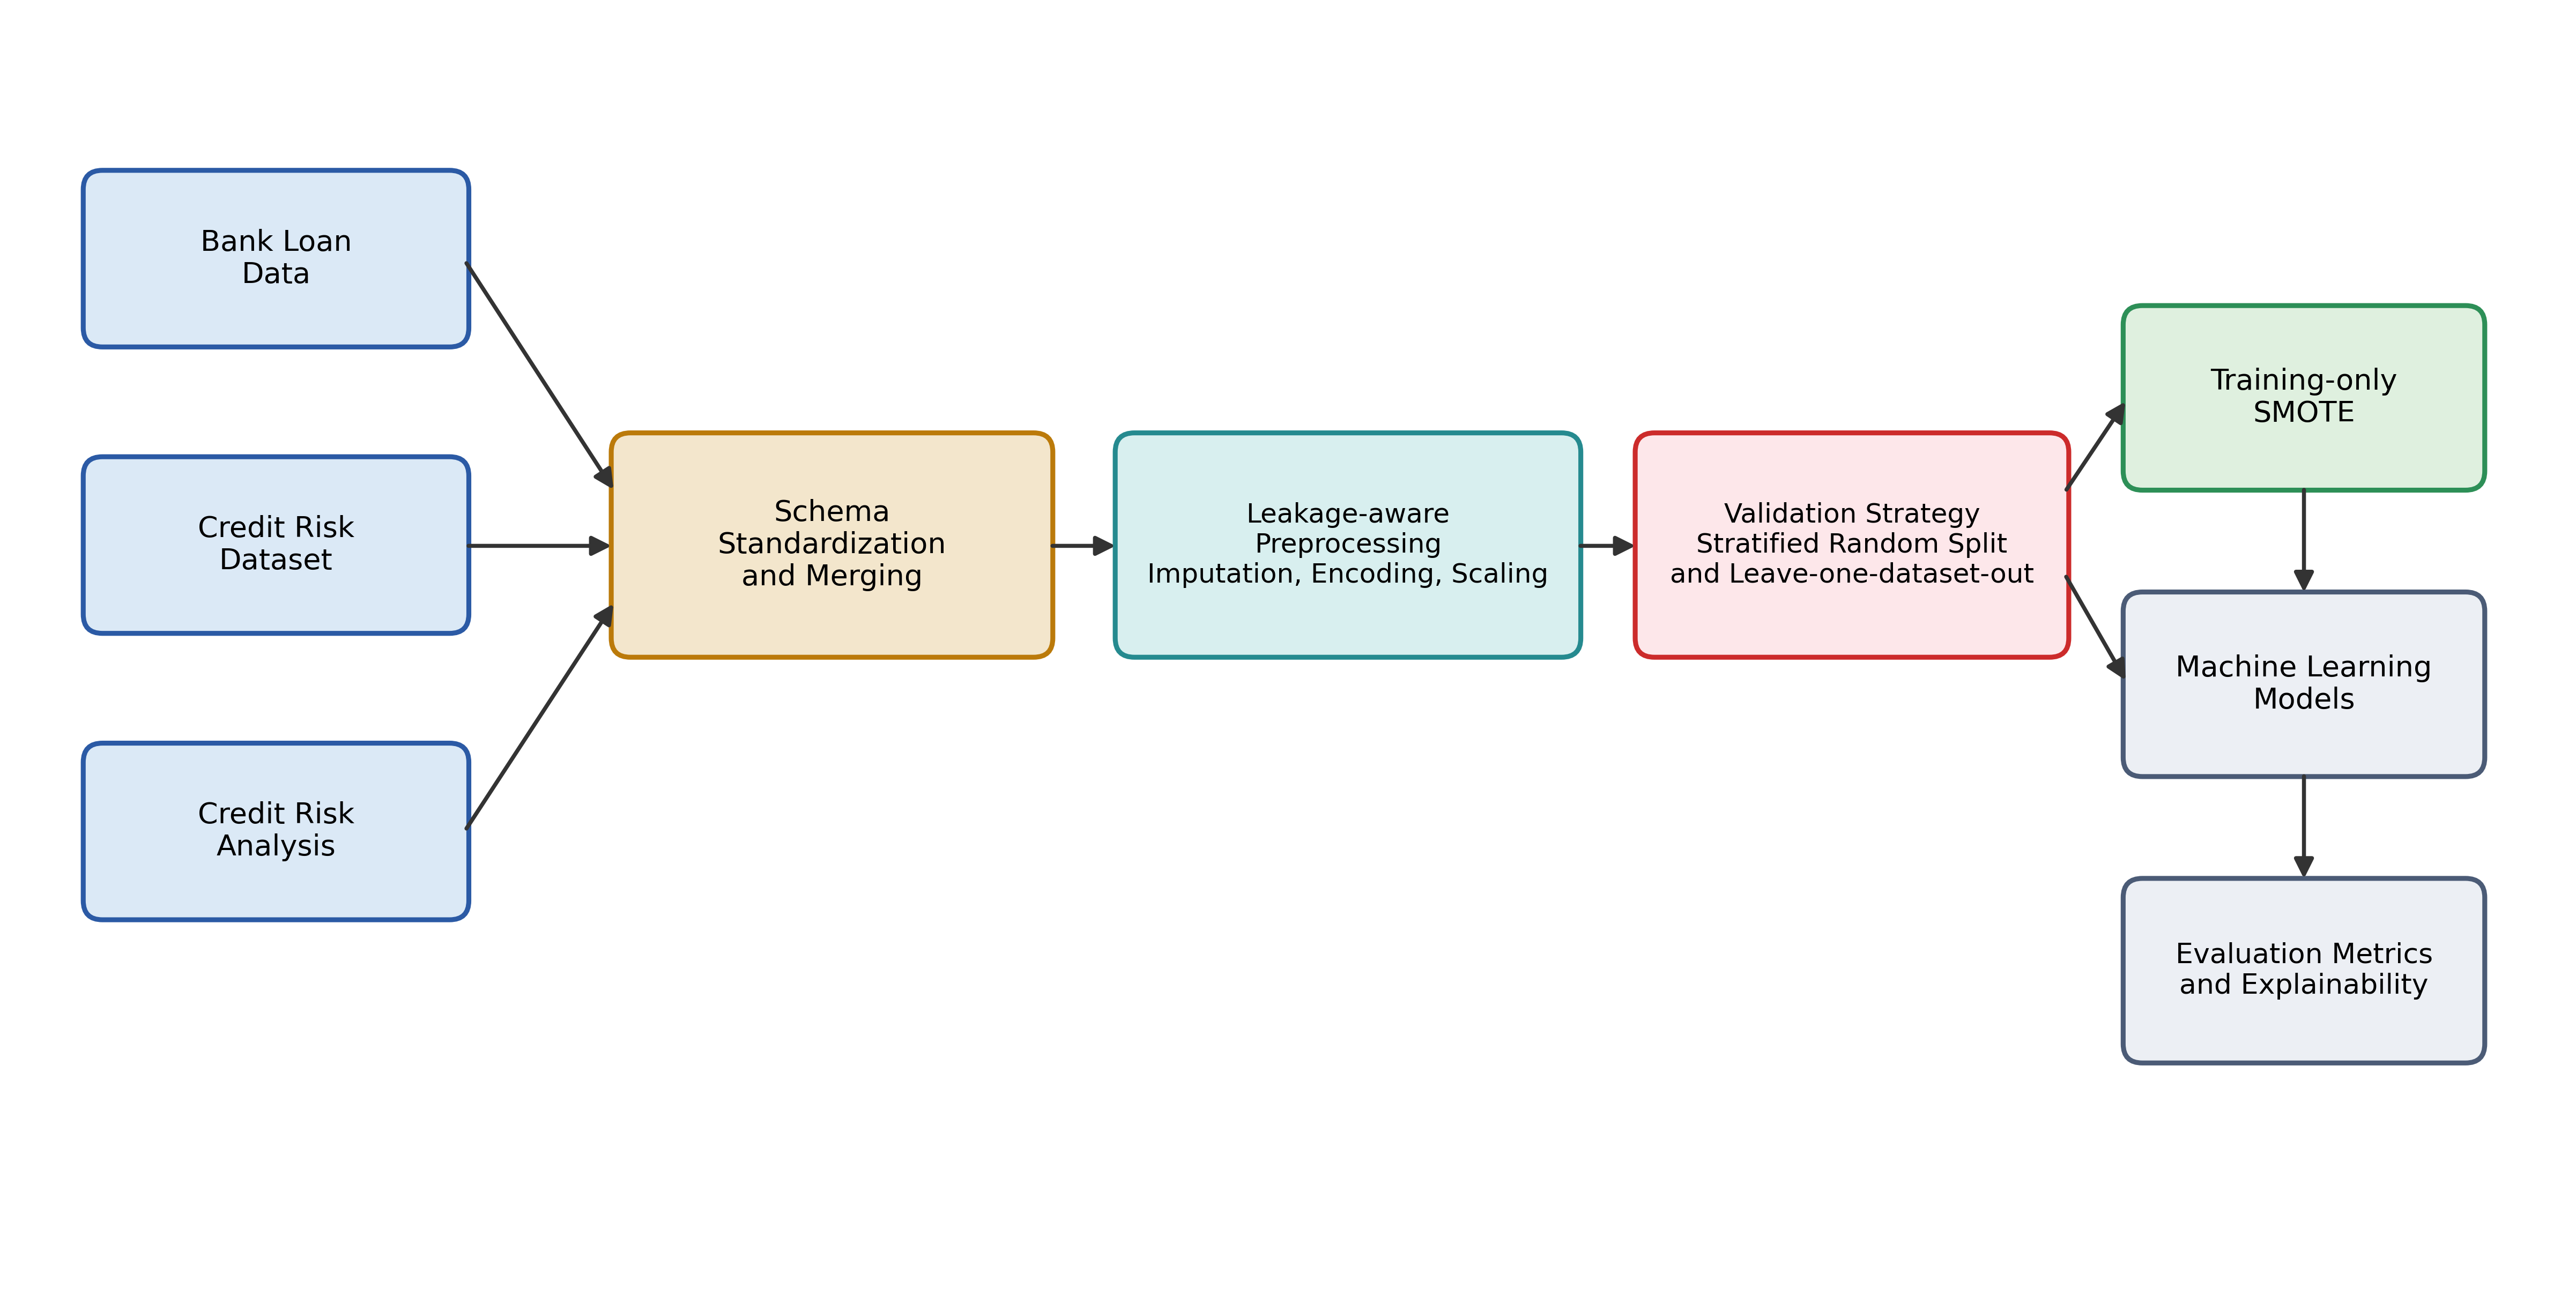 Bank Loan
Data
Credit Risk
Dataset
Credit Risk
Analysis
Schema
Standardization
and Merging
Leakage-aware
Preprocessing
Imputation, Encoding, Scaling
Validation Strategy
Stratified Random Split
and Leave-one-dataset-out
Training-only
SMOTE
Machine Learning
Models
Evaluation Metrics
and Explainability